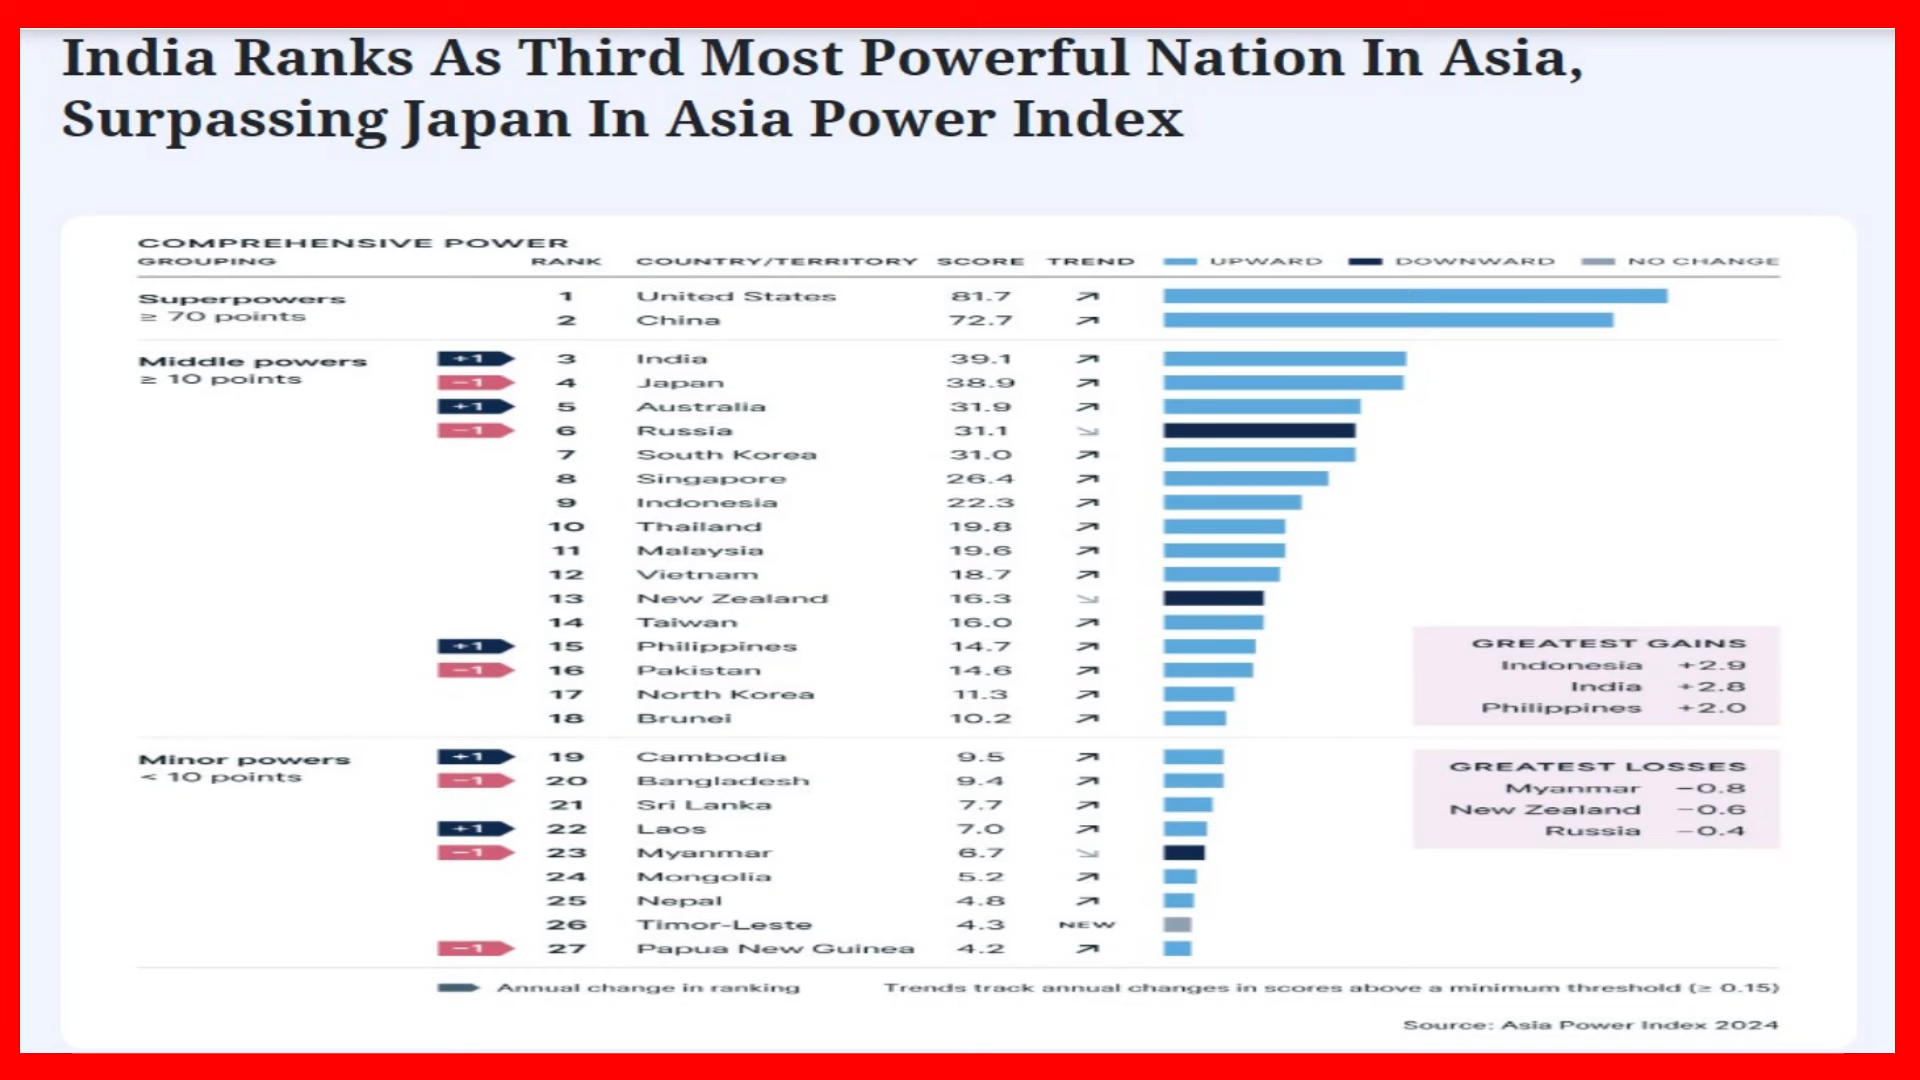 India Ranks As Third Most Powerful Nation In Asia,
Surpassing Japan In Asia Power Index
COMPREHENSIVE POWER
GROUPING RANK COUNTRY/TERRITORY SCORE TREND UPWARD DOWNWARD NO CHANGE
Superpowers
≥ 70 points
1 United States 81.7
2 China 72.7
Middle powers
≥ 10 points
+1 3 India 39.1
−1 4 Japan 38.9
+1 5 Australia 31.9
−1 6 Russia 31.1
7 South Korea 31.0
8 Singapore 26.4
9 Indonesia 22.3
10 Thailand 19.8
11 Malaysia 19.6
12 Vietnam 18.7
13 New Zealand 16.3
14 Taiwan 16.0
+1 15 Philippines 14.7
−1 16 Pakistan 14.6
17 North Korea 11.3
18 Brunei 10.2
GREATEST GAINS
Indonesia +2.9
India +2.8
Philippines +2.0
Minor powers
< 10 points
+1 19 Cambodia 9.5
−1 20 Bangladesh 9.4
21 Sri Lanka 7.7
+1 22 Laos 7.0
−1 23 Myanmar 6.7
24 Mongolia 5.2
25 Nepal 4.8
26 Timor-Leste 4.3 NEW
−1 27 Papua New Guinea 4.2
GREATEST LOSSES
Myanmar −0.8
New Zealand −0.6
Russia −0.4
Annual change in ranking Trends track annual changes in scores above a minimum threshold (≥ 0.15)
Source: Asia Power Index 2024